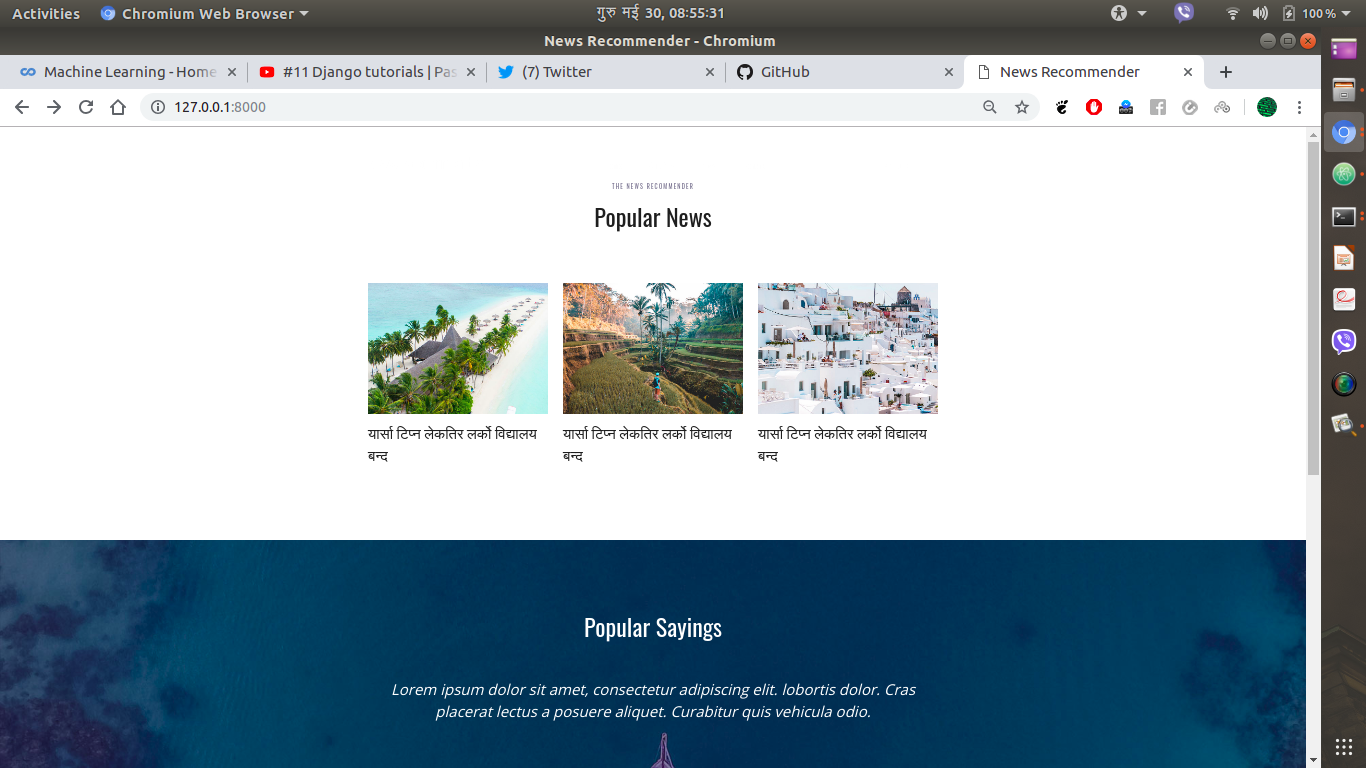 Activities Chromium Web Browser गुरु मई 30, 08:55:31 100 %
News Recommender - Chromium
Machine Learning - Home #11 Django tutorials | Pas (7) Twitter GitHub News Recommender
127.0.0.1:8000
THE NEWS RECOMMENDER
Popular News
यार्सा टिप्न लेकतिर लर्को विद्यालय
बन्द
यार्सा टिप्न लेकतिर लर्को विद्यालय
बन्द
यार्सा टिप्न लेकतिर लर्को विद्यालय
बन्द
Popular Sayings
Lorem ipsum dolor sit amet, consectetur adipiscing elit. lobortis dolor. Cras
placerat lectus a posuere aliquet. Curabitur quis vehicula odio.